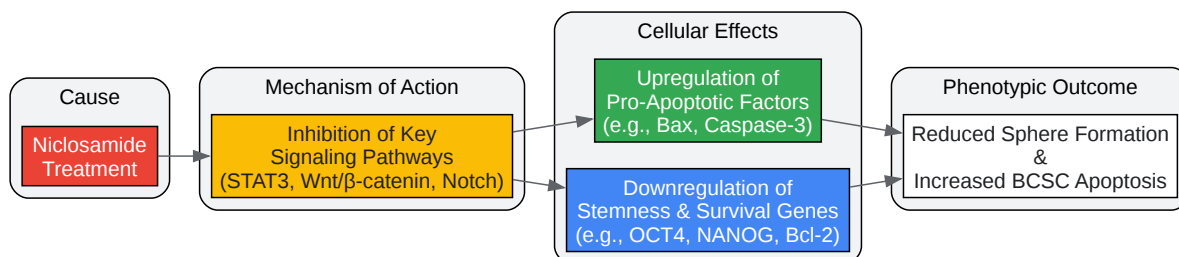 Cause
Niclosamide
Treatment
Mechanism of Action
Inhibition of Key
Signaling Pathways
(STAT3, Wnt/β-catenin, Notch)
Cellular Effects
Upregulation of
Pro-Apoptotic Factors
(e.g., Bax, Caspase-3)
Downregulation of
Stemness & Survival Genes
(e.g., OCT4, NANOG, Bcl-2)
Phenotypic Outcome
Reduced Sphere Formation
&
Increased BCSC Apoptosis